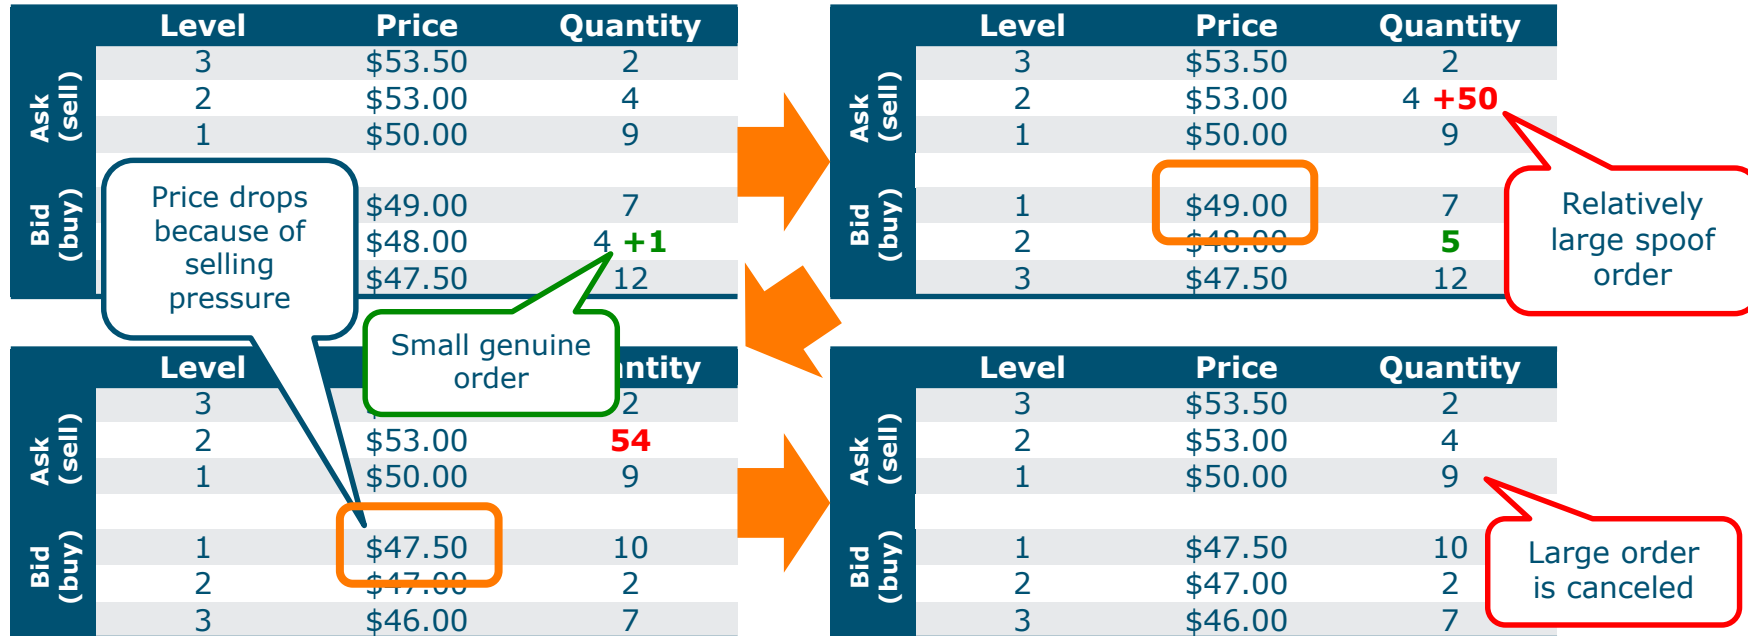 Level Price Quantity
Ask (sell)
3 $53.50 2
2 $53.00 4
1 $50.00 9
Bid (buy)
$49.00 7
$48.00 4 +1
$47.50 12
Price drops
because of
selling
pressure
Small genuine
order
Level Price Quantity
Ask (sell)
3 $53.50 2
2 $53.00 4 +50
1 $50.00 9
Bid (buy)
1 $49.00 7
2 $48.00 5
3 $47.50 12
Relatively
large spoof
order
Level ntity
Ask (sell)
3 2
2 $53.00 54
1 $50.00 9
Bid (buy)
1 $47.50 10
2 $47.00 2
3 $46.00 7
Level Price Quantity
Ask (sell)
3 $53.50 2
2 $53.00 4
1 $50.00 9
Bid (buy)
1 $47.50 10
2 $47.00 2
3 $46.00 7
Large order
is canceled